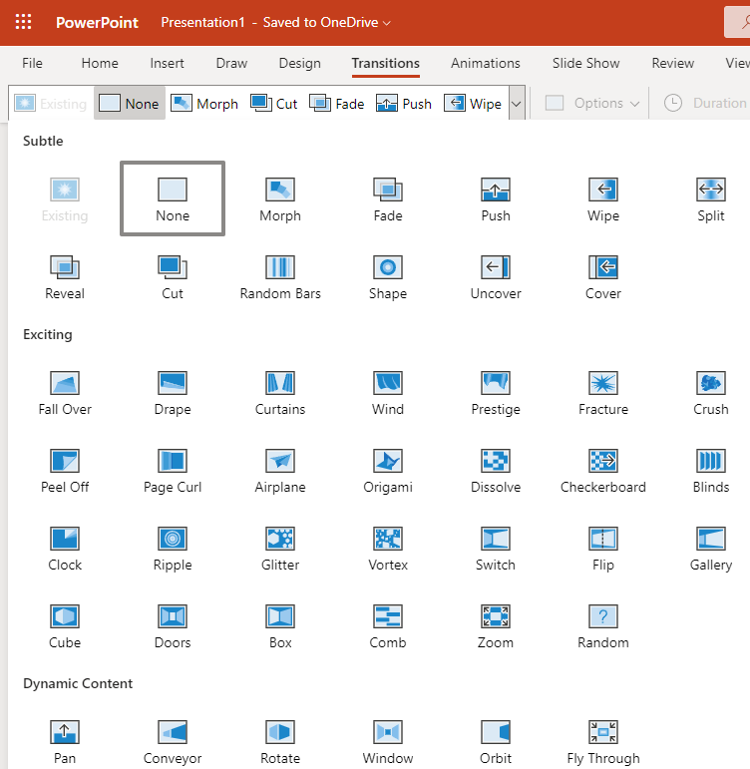 PowerPoint Presentation1 - Saved to OneDrive
File Home Insert Draw Design Transitions Animations Slide Show Review
Existing None Morph Cut Fade Push Wipe Options Duration
Subtle
Existing None Morph Fade Push Wipe Split
Reveal Cut Random Bars Shape Uncover Cover
Exciting
Fall Over Drape Curtains Wind Prestige Fracture Crush
Peel Off Page Curl Airplane Origami Dissolve Checkerboard Blinds
Clock Ripple Glitter Vortex Switch Flip Gallery
Cube Doors Box Comb Zoom ? Random
Dynamic Content
Pan Conveyor Rotate Window Orbit Fly Through